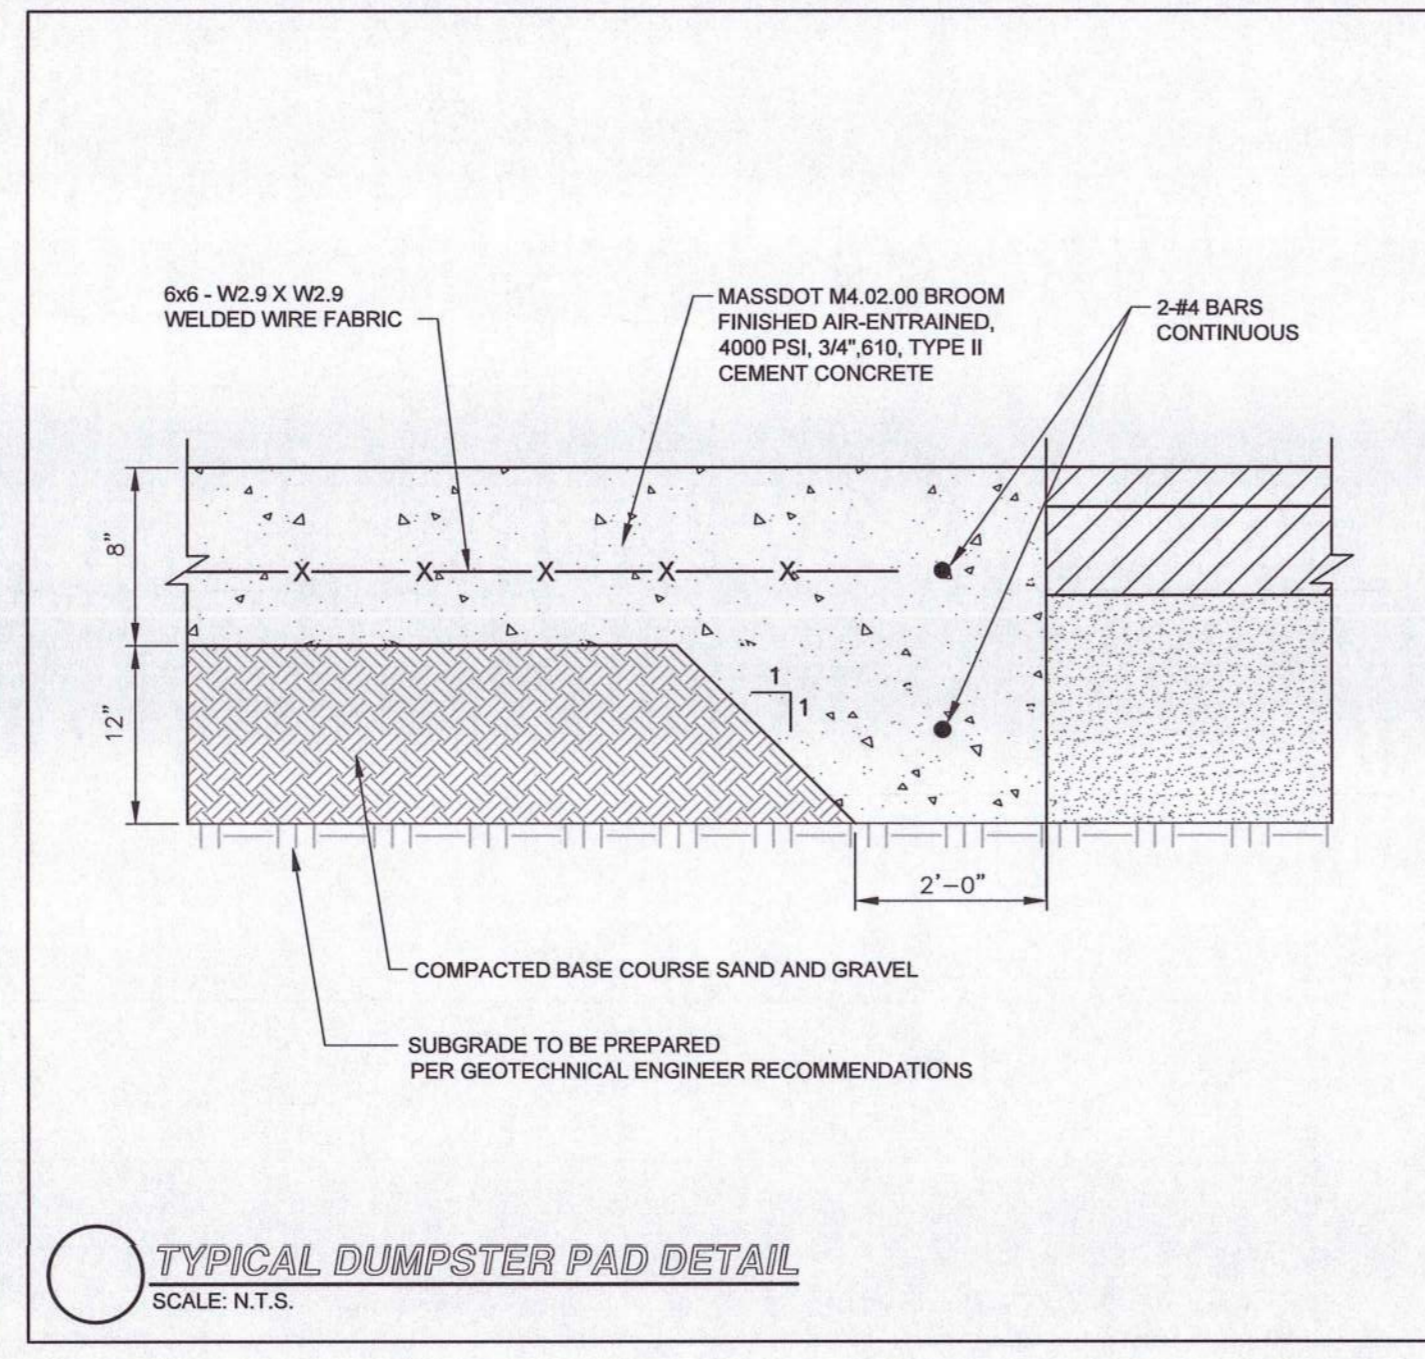 6x6 - W2.9 X W2.9
WELDED WIRE FABRIC
MASSDOT M4.02.00 BROOM
FINISHED AIR-ENTRAINED,
4000 PSI, 3/4",610, TYPE II
CEMENT CONCRETE
2-#4 BARS
CONTINUOUS
8"
X X X X X
12"
1
1
2'-0"
COMPACTED BASE COURSE SAND AND GRAVEL
SUBGRADE TO BE PREPARED
PER GEOTECHNICAL ENGINEER RECOMMENDATIONS
TYPICAL DUMPSTER PAD DETAIL
SCALE: N.T.S.